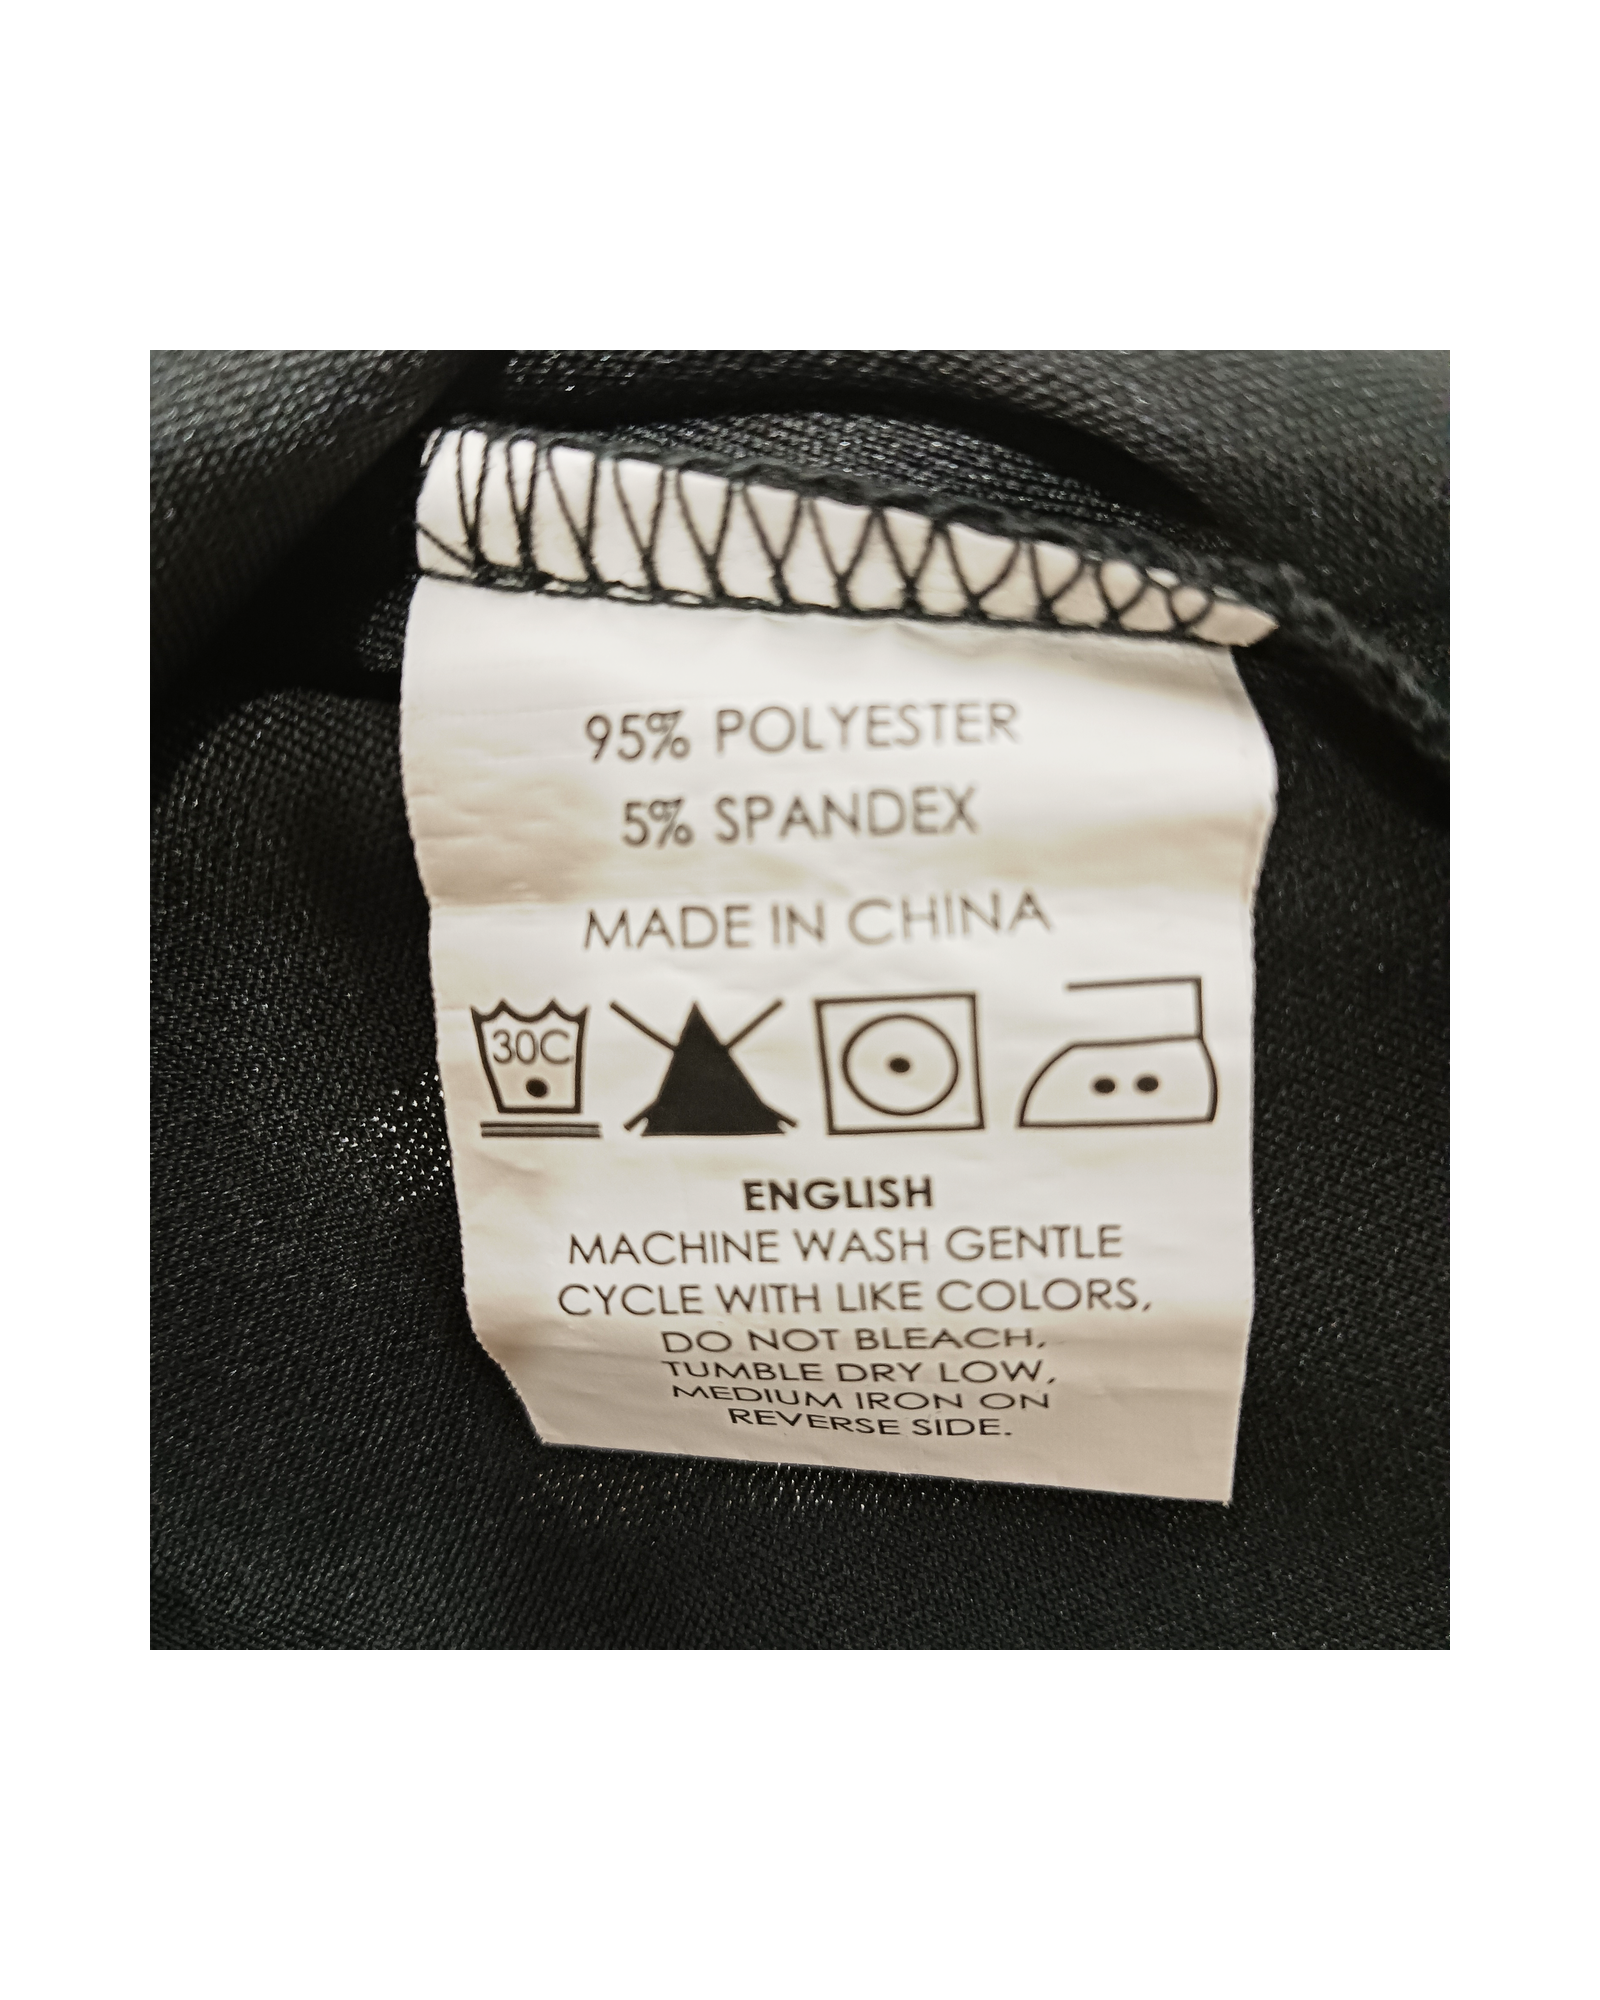 95% POLYESTER
5% SPANDEX
MADE IN CHINA
30C
ENGLISH
MACHINE WASH GENTLE
CYCLE WITH LIKE COLORS,
DO NOT BLEACH,
TUMBLE DRY LOW,
MEDIUM IRON ON
REVERSE SIDE.